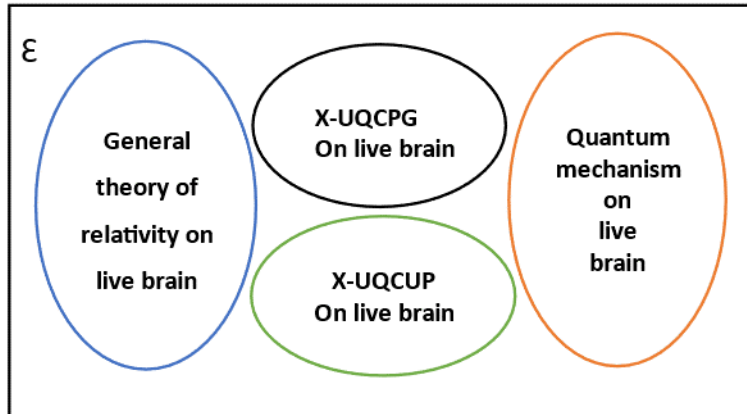 Ɛ
General
theory of
relativity on
live brain
X-UQCPG
On live brain
X-UQCUP
On live brain
Quantum
mechanism
on
live
brain